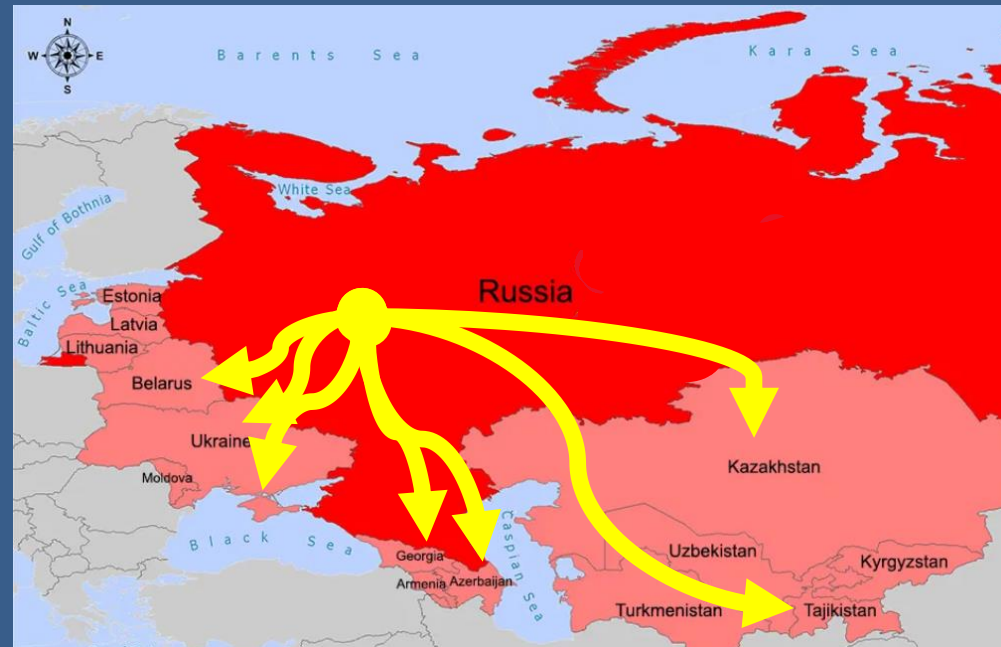 N
W E
S
Barents Sea
Kara Sea
White Sea
Gulf of Bothnia
Baltic Sea
Russia
Estonia
Latvia
Lithuania
Belarus
Ukraine
Moldova
Kazakhstan
Black Sea
Caspian Sea
Georgia
Armenia Azerbaijan
Uzbekistan
Kyrgyzstan
Turkmenistan
Tajikistan